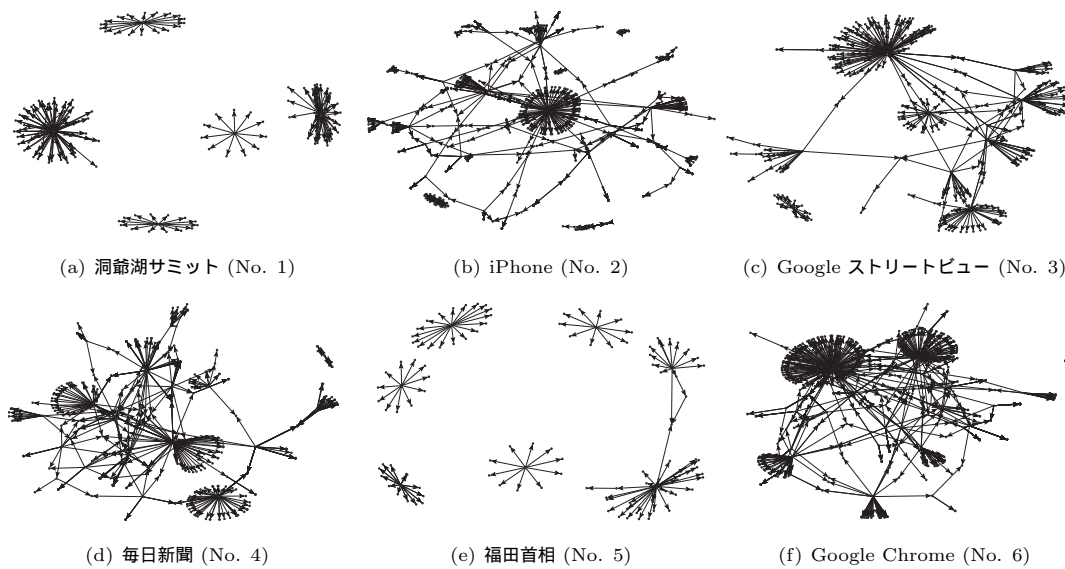 (a) 洞爺湖サミット (No. 1)
(b) iPhone (No. 2)
(c) Google ストリートビュー (No. 3)
(d) 毎日新聞 (No. 4)
(e) 福田首相 (No. 5)
(f) Google Chrome (No. 6)